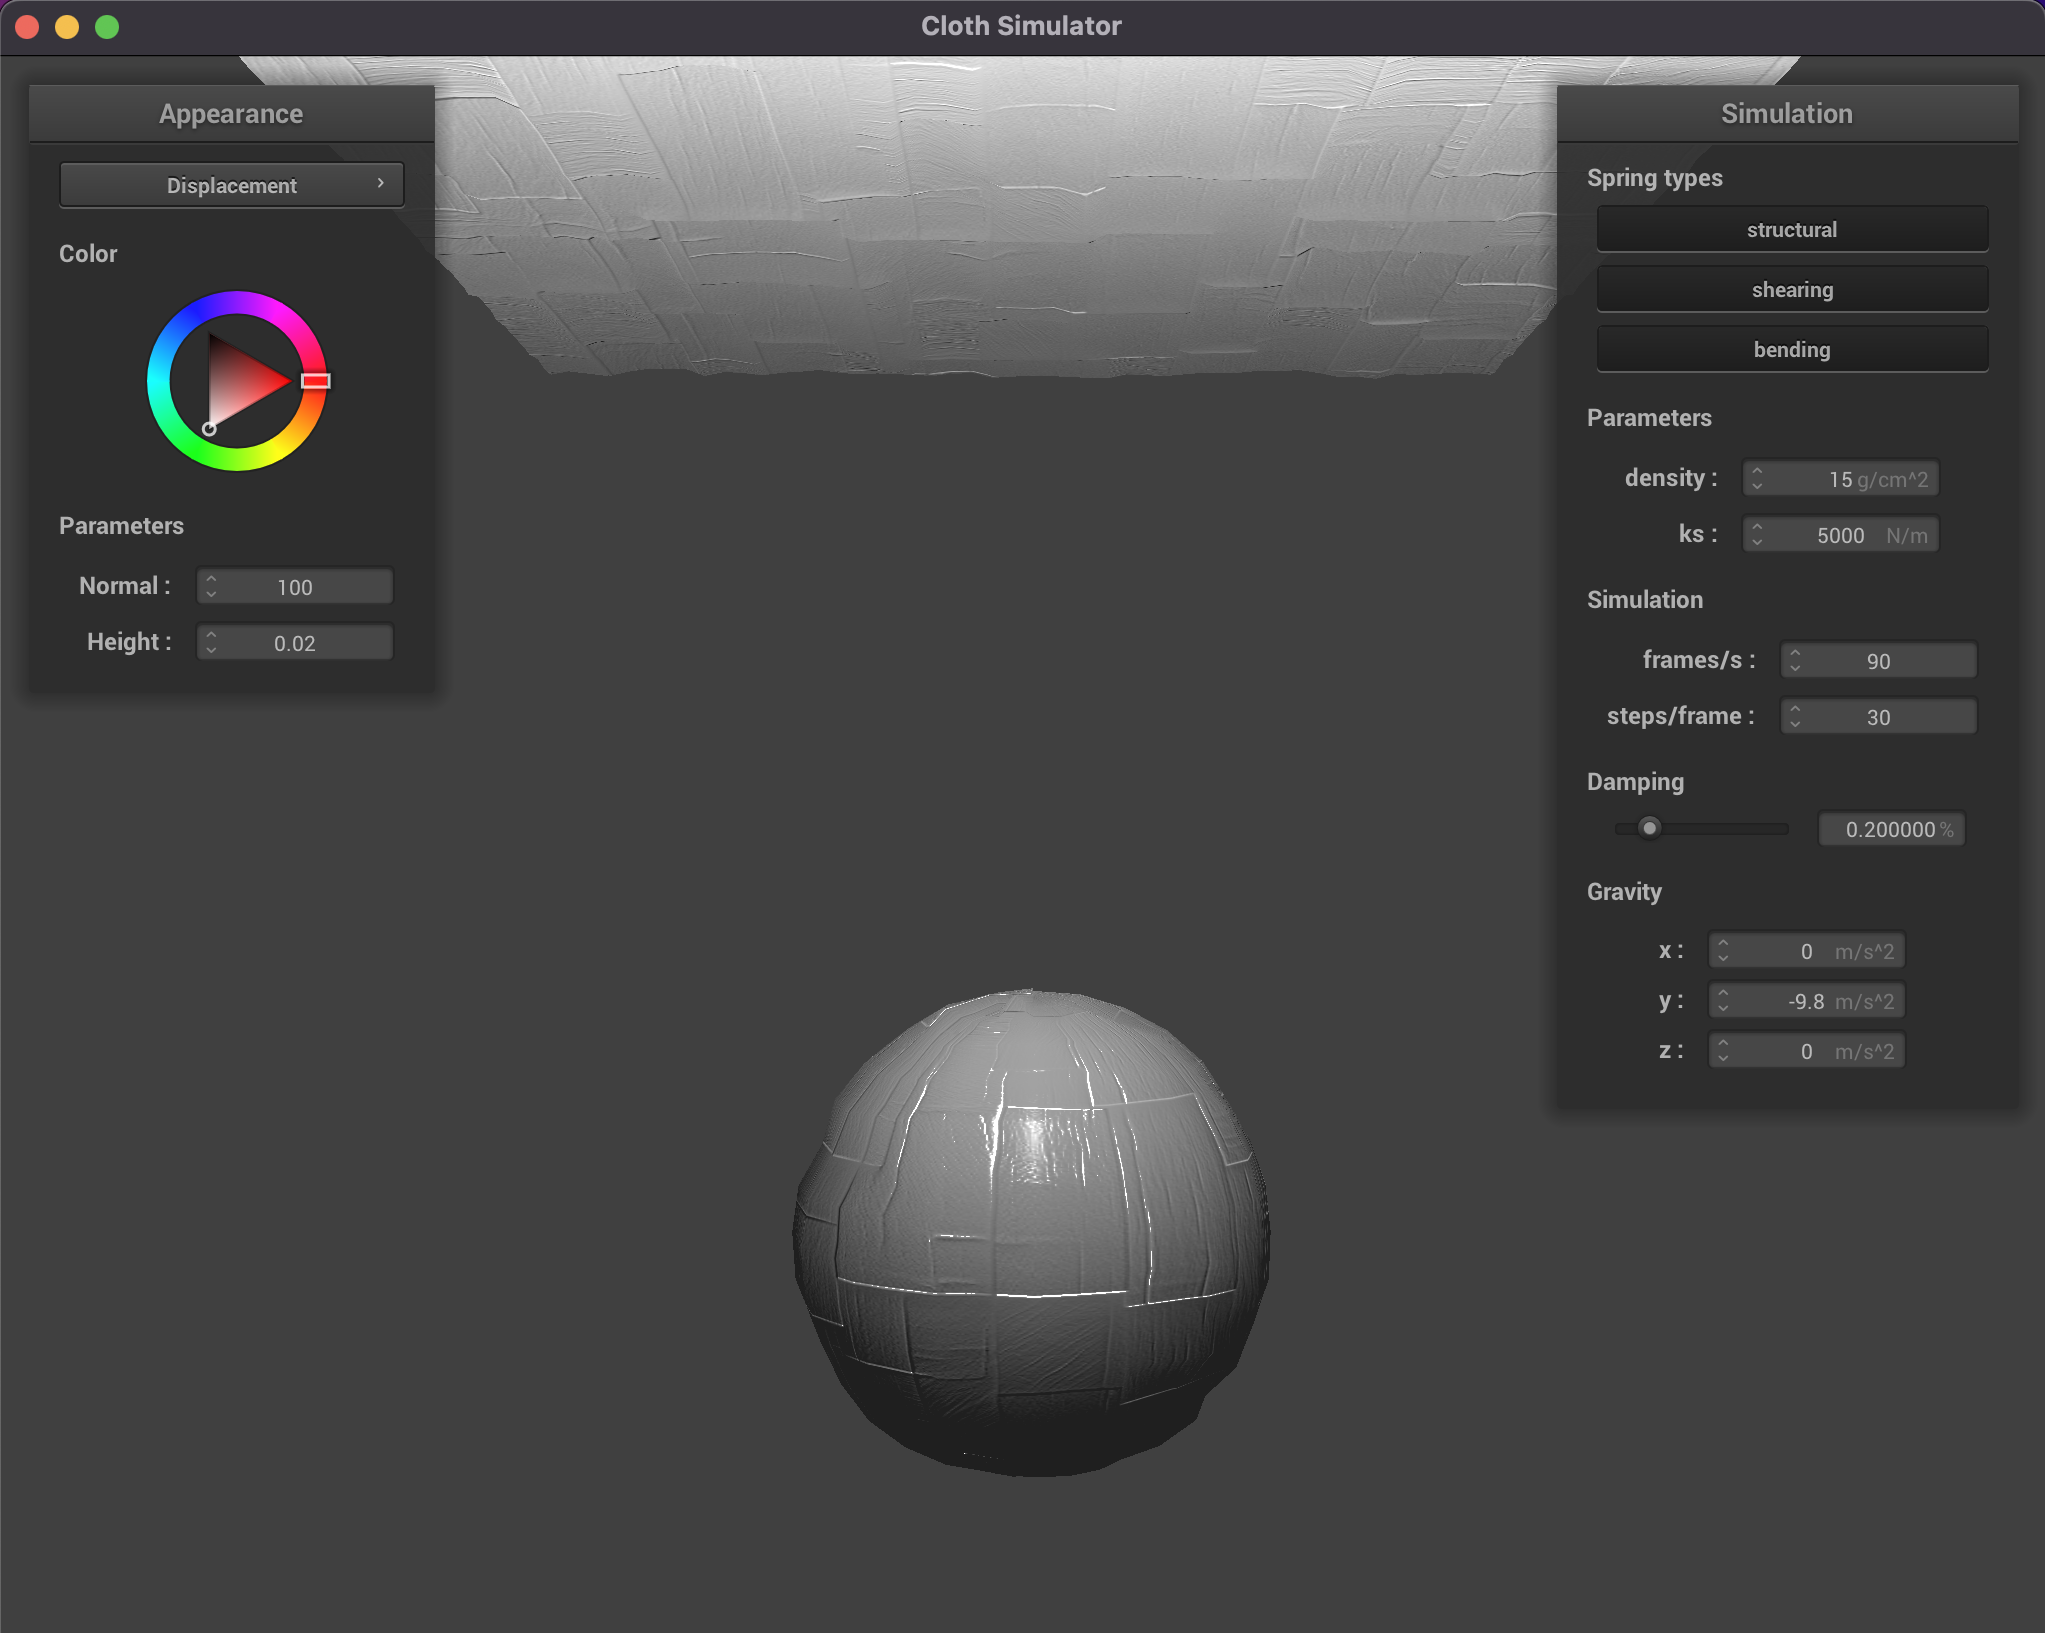 Cloth Simulator
Appearance
Displacement
Color
Parameters
Normal : 100
Height : 0.02
Simulation
Spring types
structural
shearing
bending
Parameters
density : 15 g/cm^2
ks : 5000 N/m
Simulation
frames/s : 90
steps/frame : 30
Damping
0.200000 %
Gravity
x : 0 m/s^2
y : -9.8 m/s^2
z : 0 m/s^2